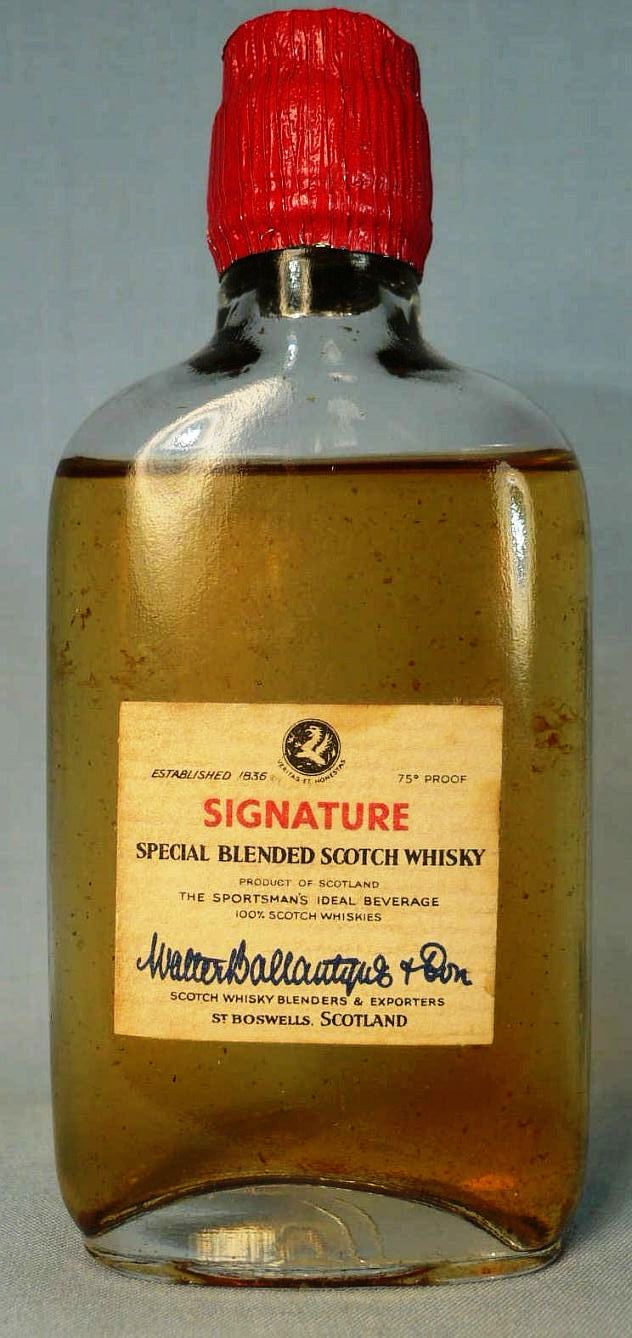 VERITAS ET HONESTAS
ESTABLISHED 1836
75° PROOF
SIGNATURE
SPECIAL BLENDED SCOTCH WHISKY
PRODUCT OF SCOTLAND
THE SPORTSMAN'S IDEAL BEVERAGE
100% SCOTCH WHISKIES
Walter Ballantyne & Son
SCOTCH WHISKY BLENDERS & EXPORTERS
ST BOSWELLS, SCOTLAND